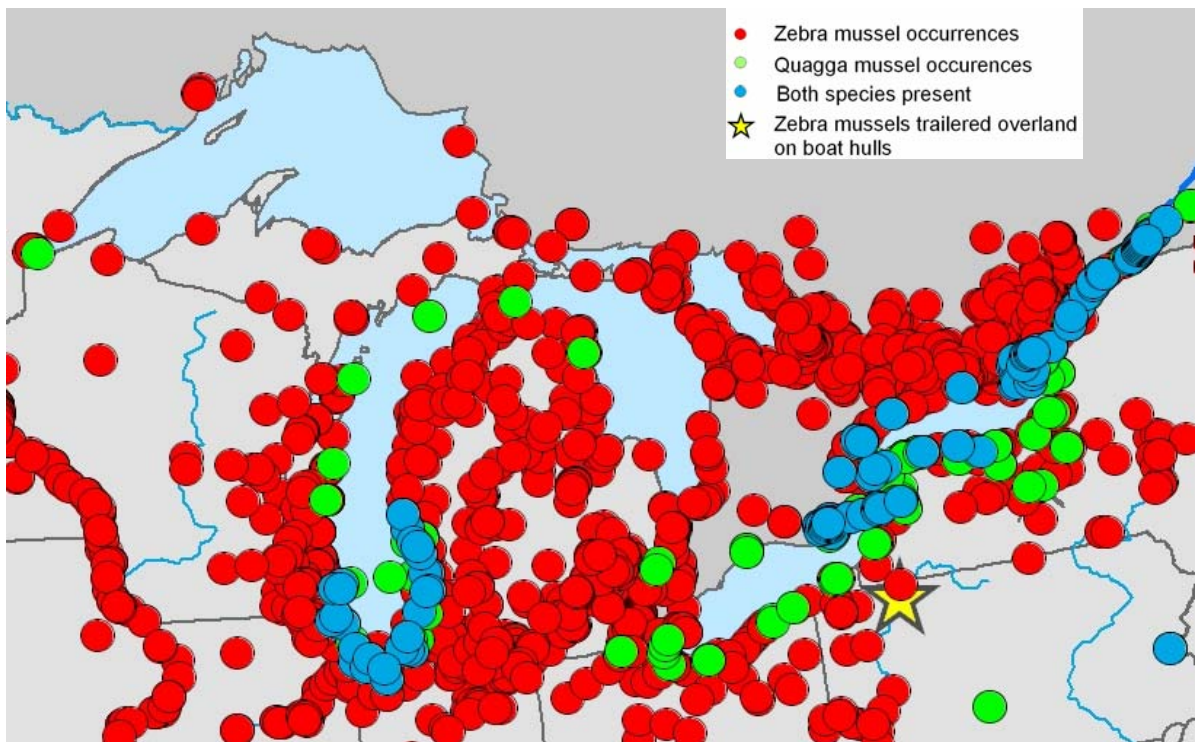 Zebra mussel occurrences
Quagga mussel occurences
Both species present
Zebra mussels trailered overland
on boat hulls